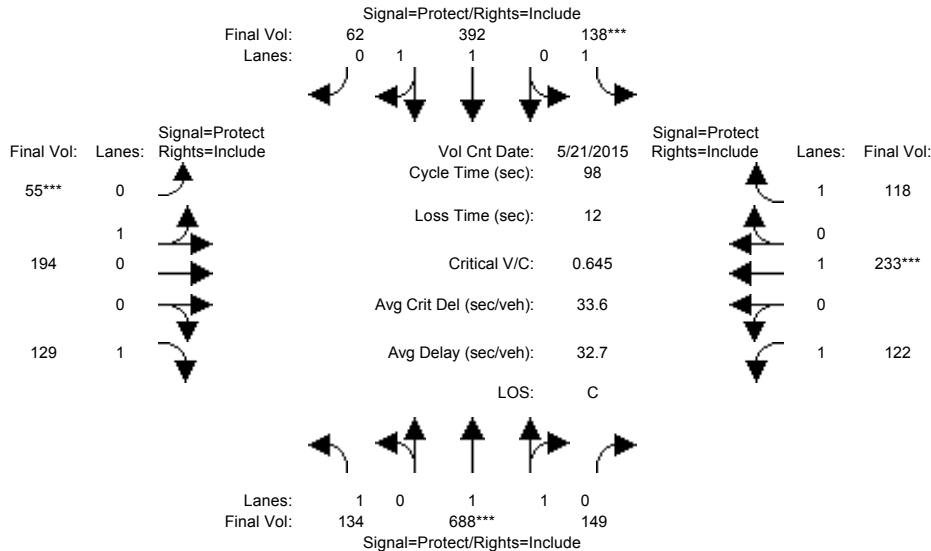 Signal=Protect/Rights=Include
Final Vol: 62 392 138***
Lanes: 0 1 1 0 1
Signal=Protect Signal=Protect
Final Vol: Lanes: Rights=Include Vol Cnt Date: 5/21/2015 Rights=Include Lanes: Final Vol:
Cycle Time (sec): 98
55*** 0 1 118
Loss Time (sec): 12
1 0
194 0 Critical V/C: 0.645 1 233***
0 Avg Crit Del (sec/veh): 33.6 0
129 1 Avg Delay (sec/veh): 32.7 1 122
LOS: C
Lanes: 1 0 1 1 0
Final Vol: 134 688*** 149
Signal=Protect/Rights=Include